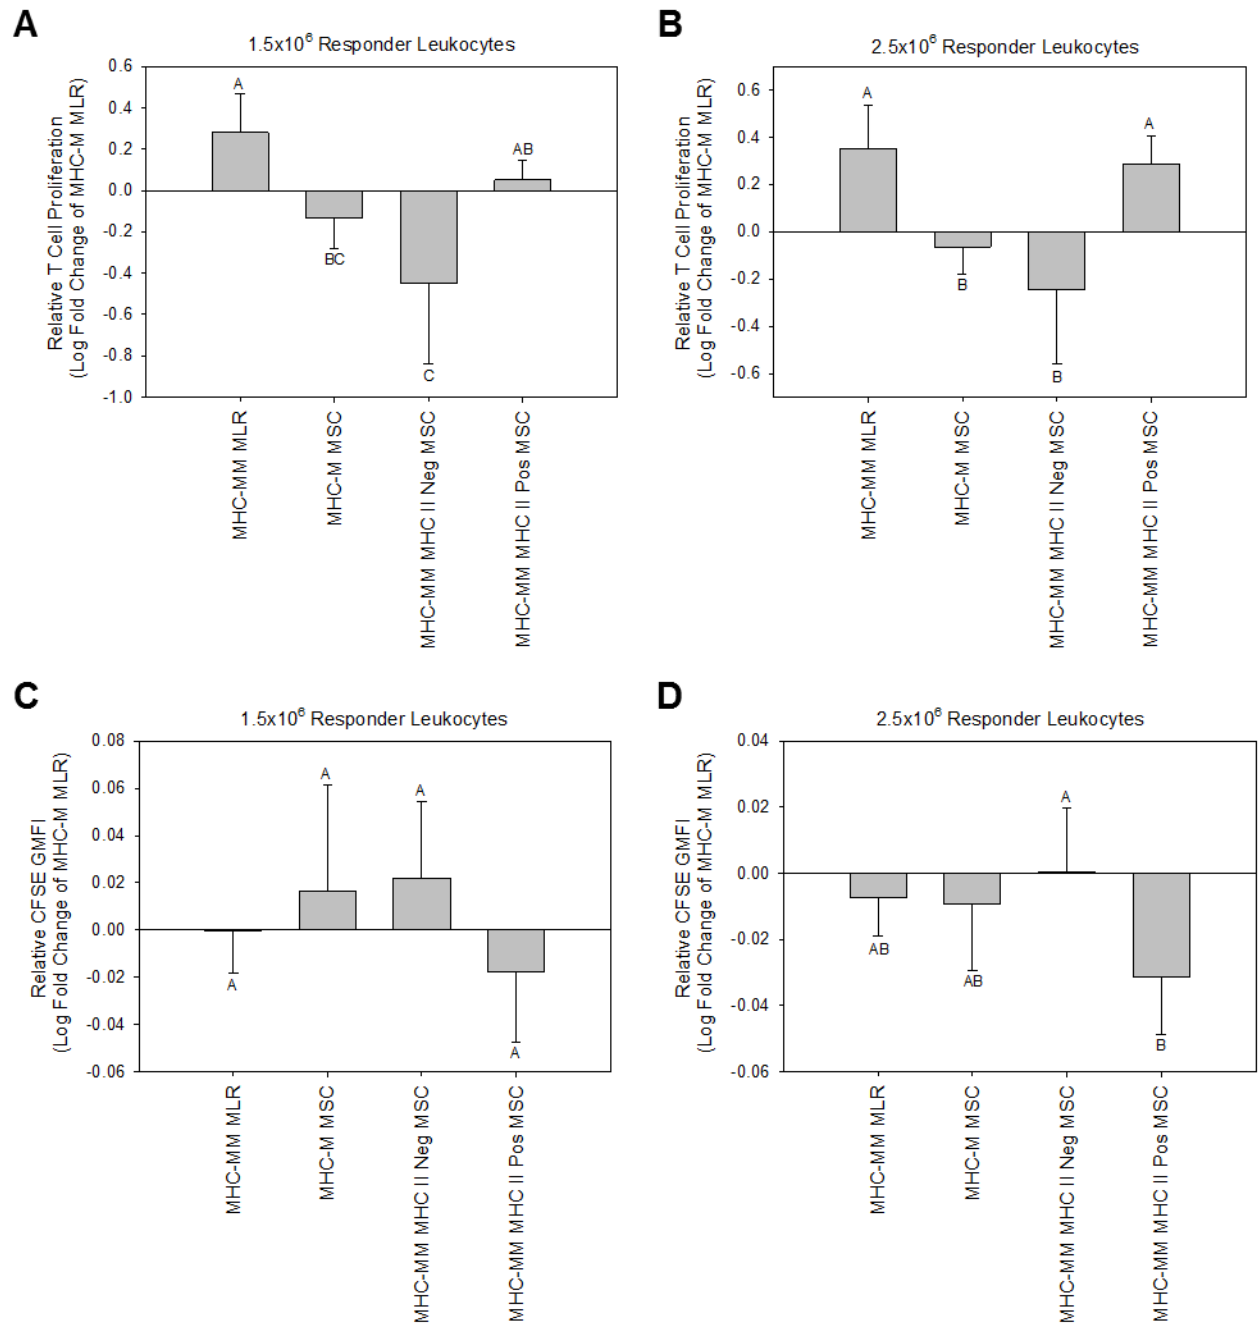 A
1.5x10⁶ Responder Leukocytes
Relative T Cell Proliferation
(Log Fold Change of MHC-M MLR)
0.6
0.4
0.2
0.0
-0.2
-0.4
-0.6
-0.8
-1.0
A
BC
C
AB
MHC-MM MLR
MHC-M MSC
MHC-MM MHC II Neg MSC
MHC-MM MHC II Pos MSC
B
2.5x10⁶ Responder Leukocytes
Relative T Cell Proliferation
(Log Fold Change of MHC-M MLR)
0.6
0.4
0.2
0.0
-0.2
-0.4
-0.6
A
B
B
A
MHC-MM MLR
MHC-M MSC
MHC-MM MHC II Neg MSC
MHC-MM MHC II Pos MSC
C
1.5x10⁶ Responder Leukocytes
Relative CFSE GMFI
(Log Fold Change of MHC-M MLR)
0.08
0.06
0.04
0.02
0.00
-0.02
-0.04
-0.06
A
A
A
A
MHC-MM MLR
MHC-M MSC
MHC-MM MHC II Neg MSC
MHC-MM MHC II Pos MSC
D
2.5x10⁶ Responder Leukocytes
Relative CFSE GMFI
(Log Fold Change of MHC-M MLR)
0.04
0.02
0.00
-0.02
-0.04
-0.06
AB
AB
A
B
MHC-MM MLR
MHC-M MSC
MHC-MM MHC II Neg MSC
MHC-MM MHC II Pos MSC